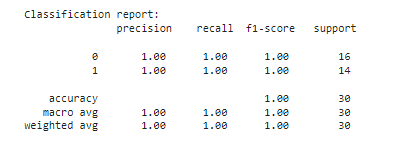 Classification report:
precision recall f1-score support
0 1.00 1.00 1.00 16
1 1.00 1.00 1.00 14
accuracy 1.00 30
macro avg 1.00 1.00 1.00 30
weighted avg 1.00 1.00 1.00 30